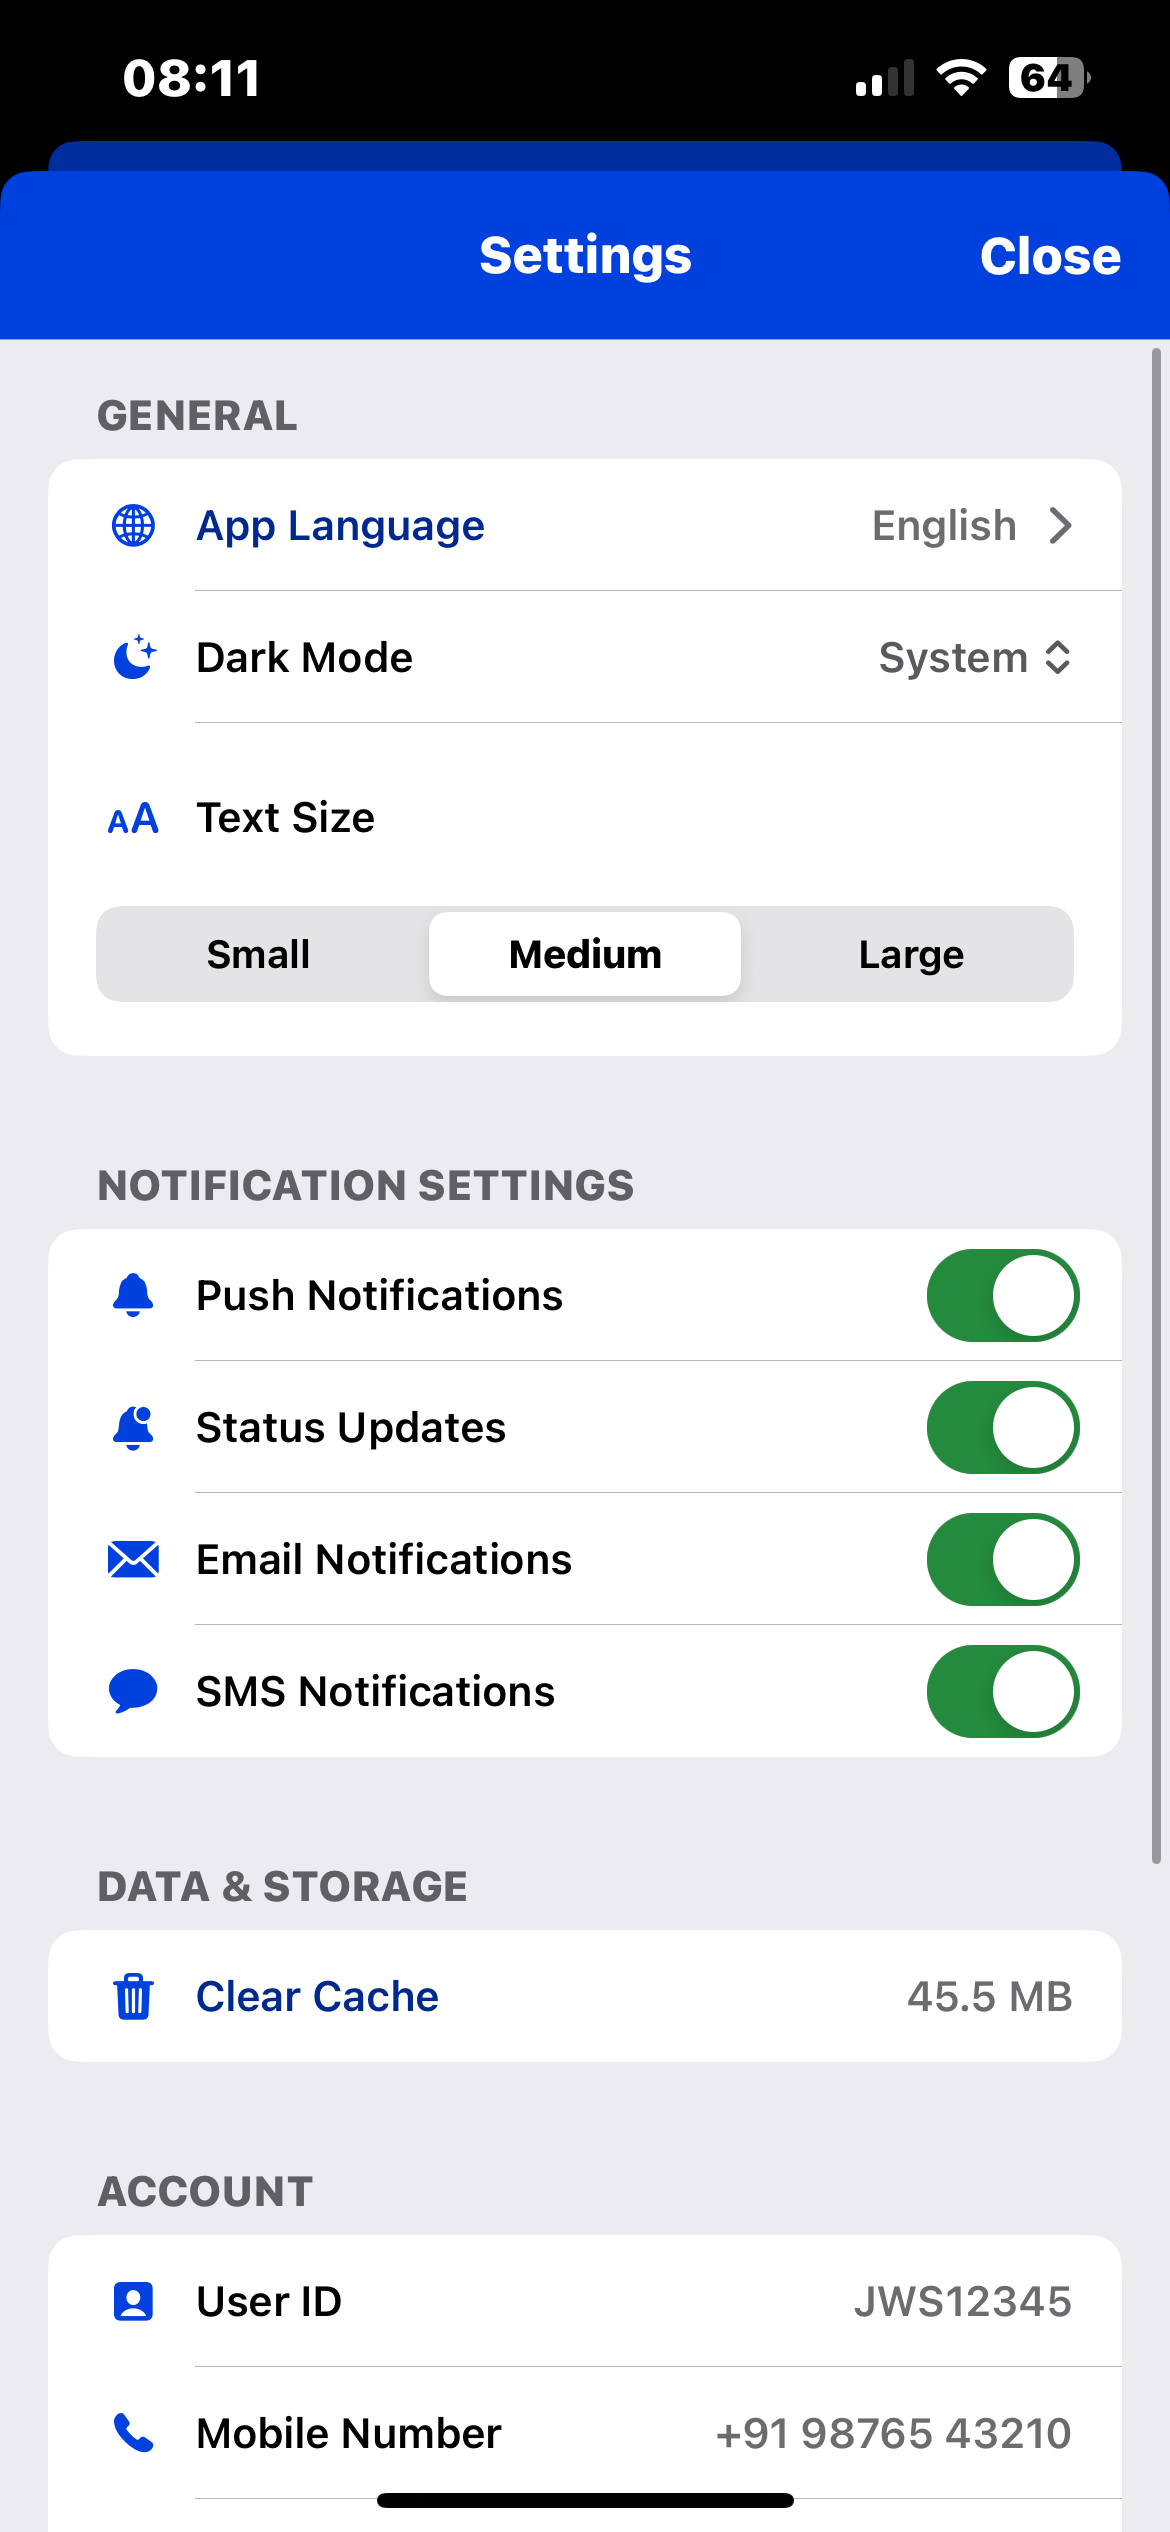 08:11
64
Settings
Close
GENERAL
App Language English
Dark Mode System
AA Text Size
Small Medium Large
NOTIFICATION SETTINGS
Push Notifications
Status Updates
Email Notifications
SMS Notifications
DATA & STORAGE
Clear Cache 45.5 MB
ACCOUNT
User ID JWS12345
Mobile Number +91 98765 43210